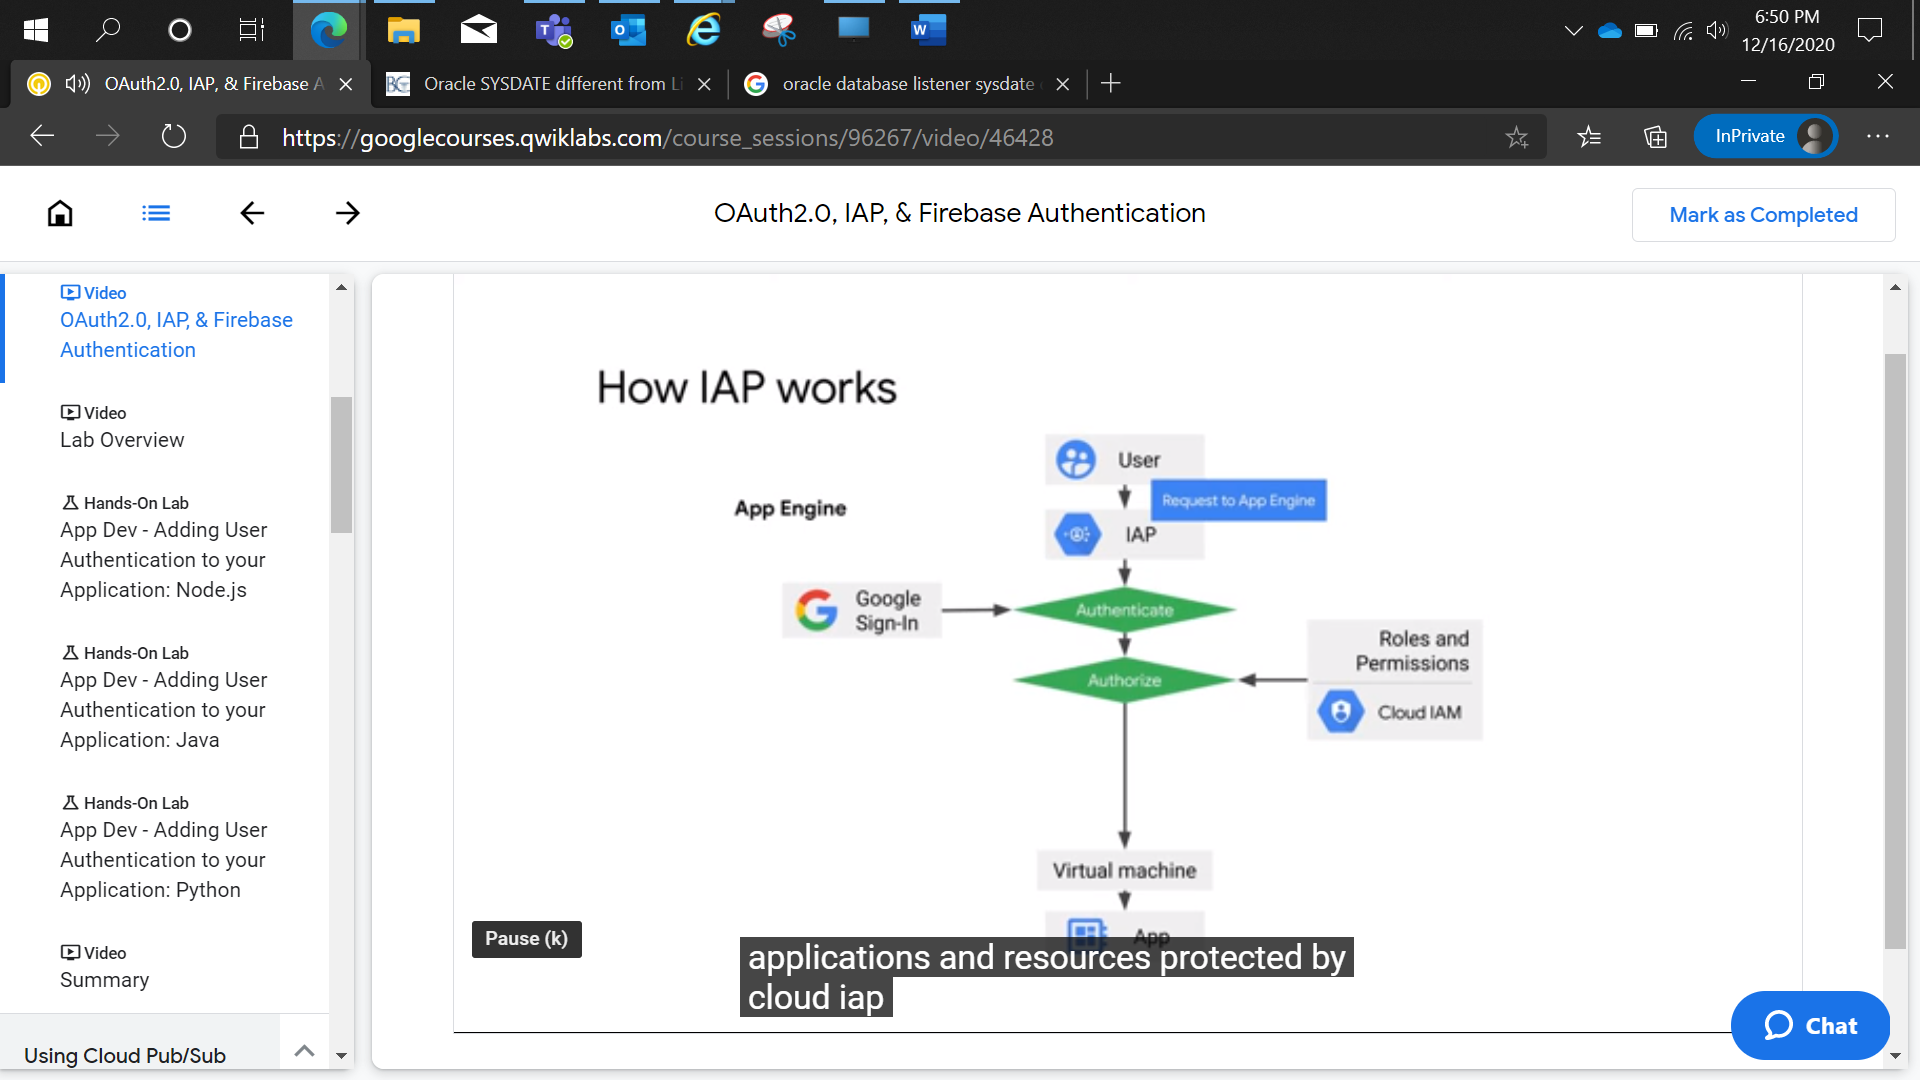 6:50 PM
12/16/2020
OAuth2.0, IAP, & Firebase A
Oracle SYSDATE different from Li
oracle database listener sysdate
https://googlecourses.qwiklabs.com/course_sessions/96267/video/46428
InPrivate
OAuth2.0, IAP, & Firebase Authentication
Mark as Completed
Video
OAuth2.0, IAP, & Firebase
Authentication
Video
Lab Overview
Hands-On Lab
App Dev - Adding User
Authentication to your
Application: Node.js
Hands-On Lab
App Dev - Adding User
Authentication to your
Application: Java
Hands-On Lab
App Dev - Adding User
Authentication to your
Application: Python
Video
Summary
Using Cloud Pub/Sub
How IAP works
User
Request to App Engine
App Engine
IAP
Google
Sign-In
Authenticate
Roles and
Permissions
Authorize
Cloud IAM
Virtual machine
App
Pause (k)
applications and resources protected by
cloud iap
Chat